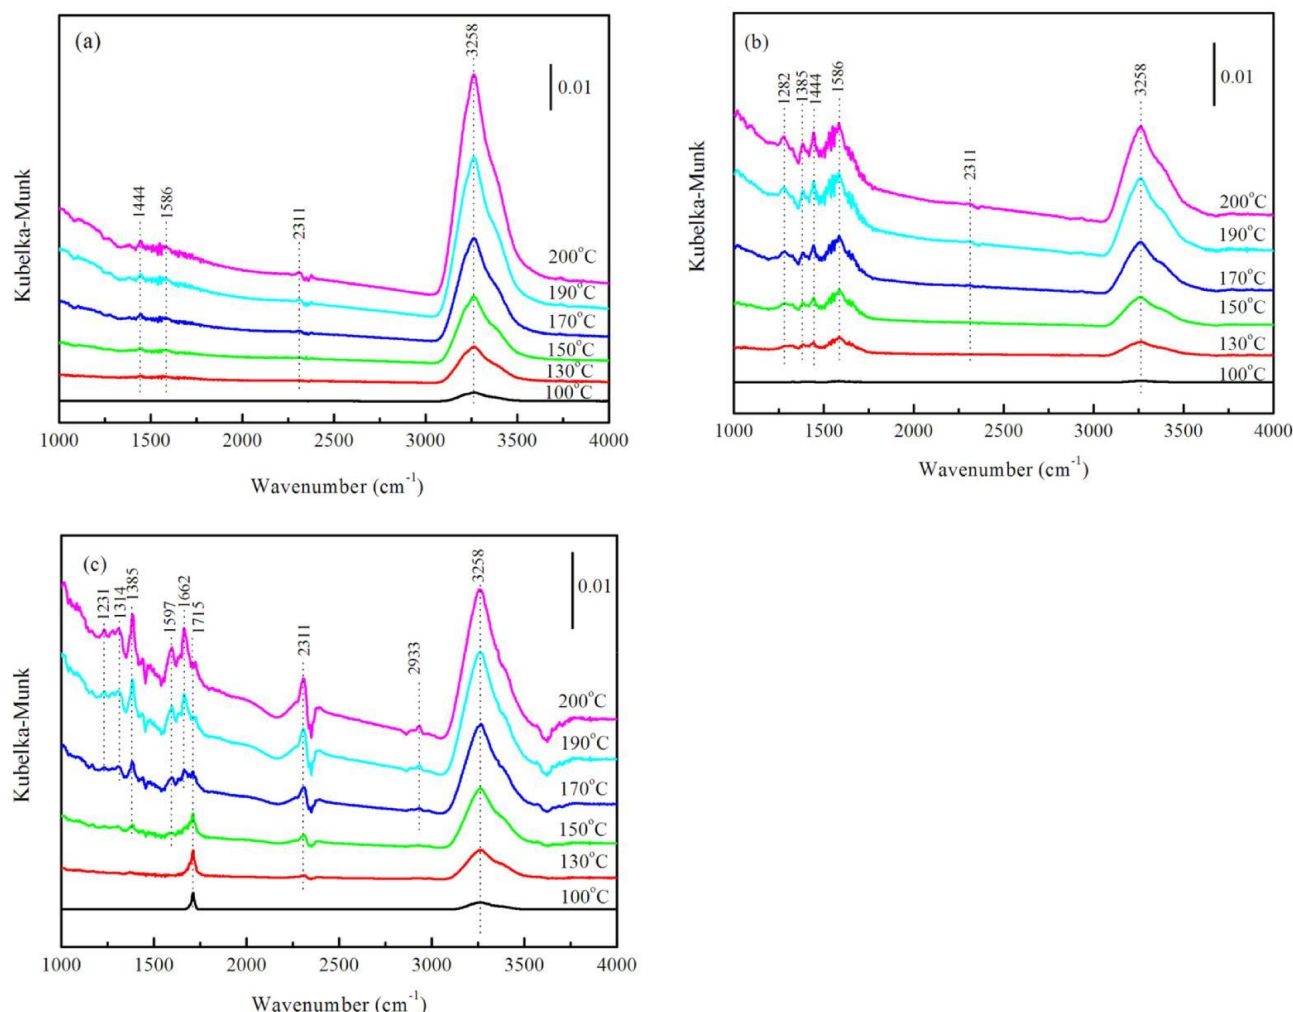 (a)
3258
0.01
1444
1586
2311
200°C
190°C
170°C
150°C
130°C
100°C
Kubelka-Munk
1000 1500 2000 2500 3000 3500 4000
Wavenumber (cm⁻¹)
(b)
1282
1385
1444
1586
2311
3258
0.01
200°C
190°C
170°C
150°C
130°C
100°C
Kubelka-Munk
1000 1500 2000 2500 3000 3500 4000
Wavenumber (cm⁻¹)
(c)
1231
1314
1385
1597
1662
1715
2311
2933
3258
0.01
200°C
190°C
170°C
150°C
130°C
100°C
Kubelka-Munk
1000 1500 2000 2500 3000 3500 4000
Wavenumber (cm⁻¹)